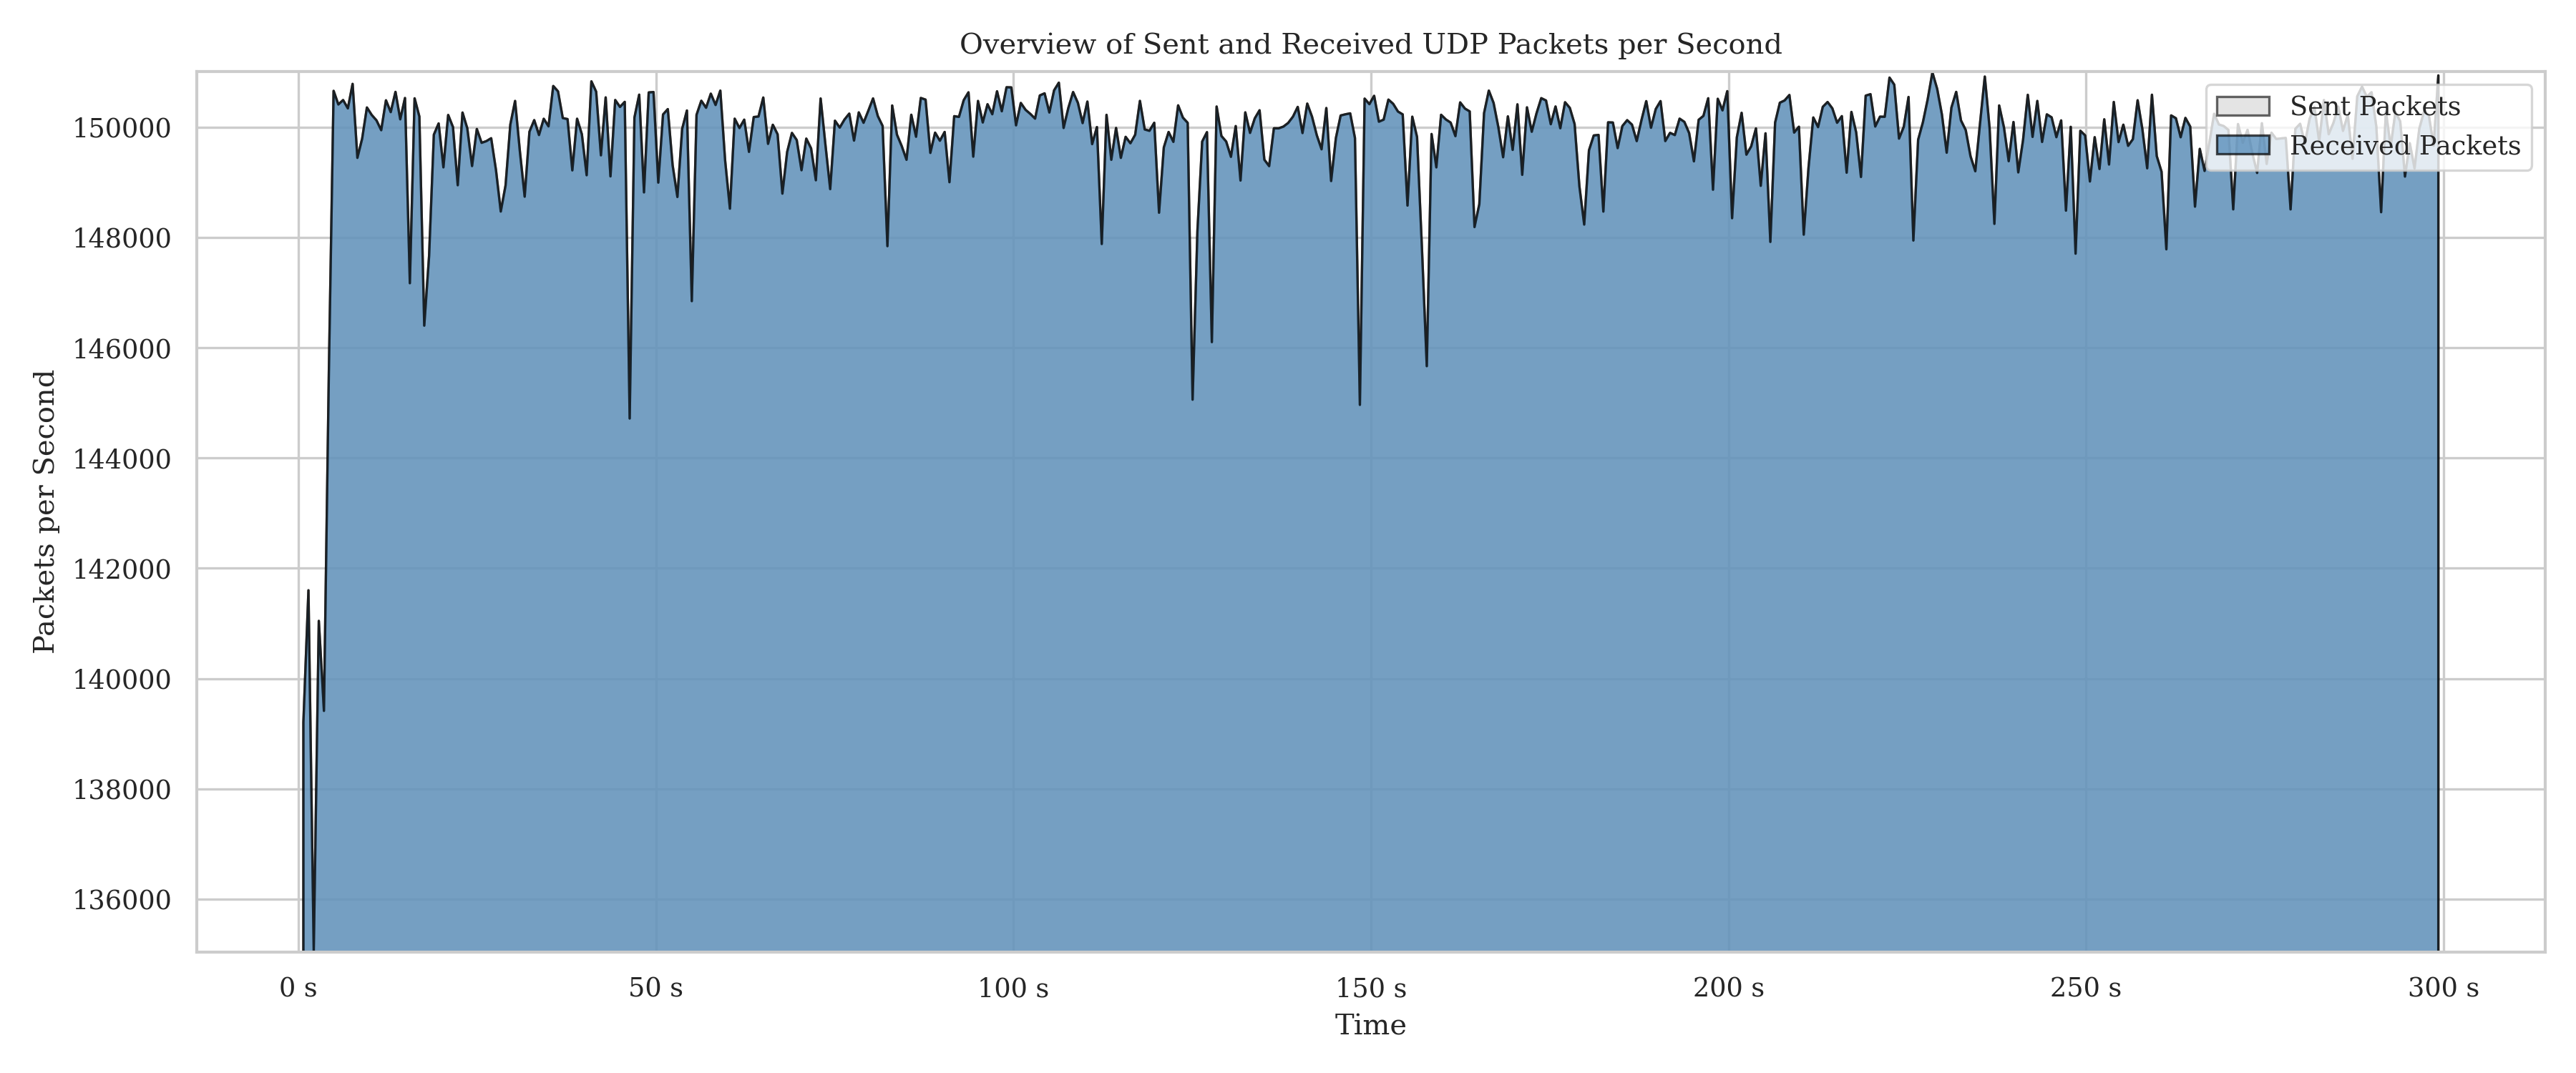 Overview of Sent and Received UDP Packets per Second
Sent Packets
Received Packets
Packets per Second
150000
148000
146000
144000
142000
140000
138000
136000
0 s
50 s
100 s
150 s
200 s
250 s
300 s
Time